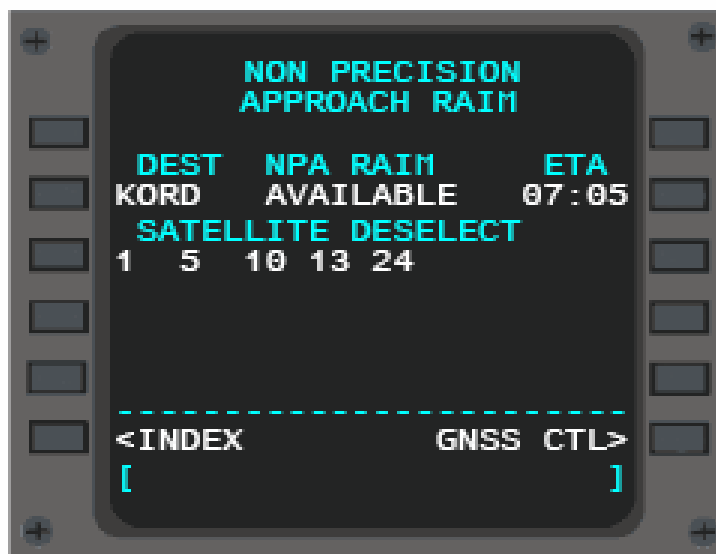 NON PRECISION
APPROACH RAIM
DEST NPA RAIM ETA
KORD AVAILABLE 07:05
SATELLITE DESELECT
1 5 10 13 24
<INDEX GNSS CTL>
[ ]